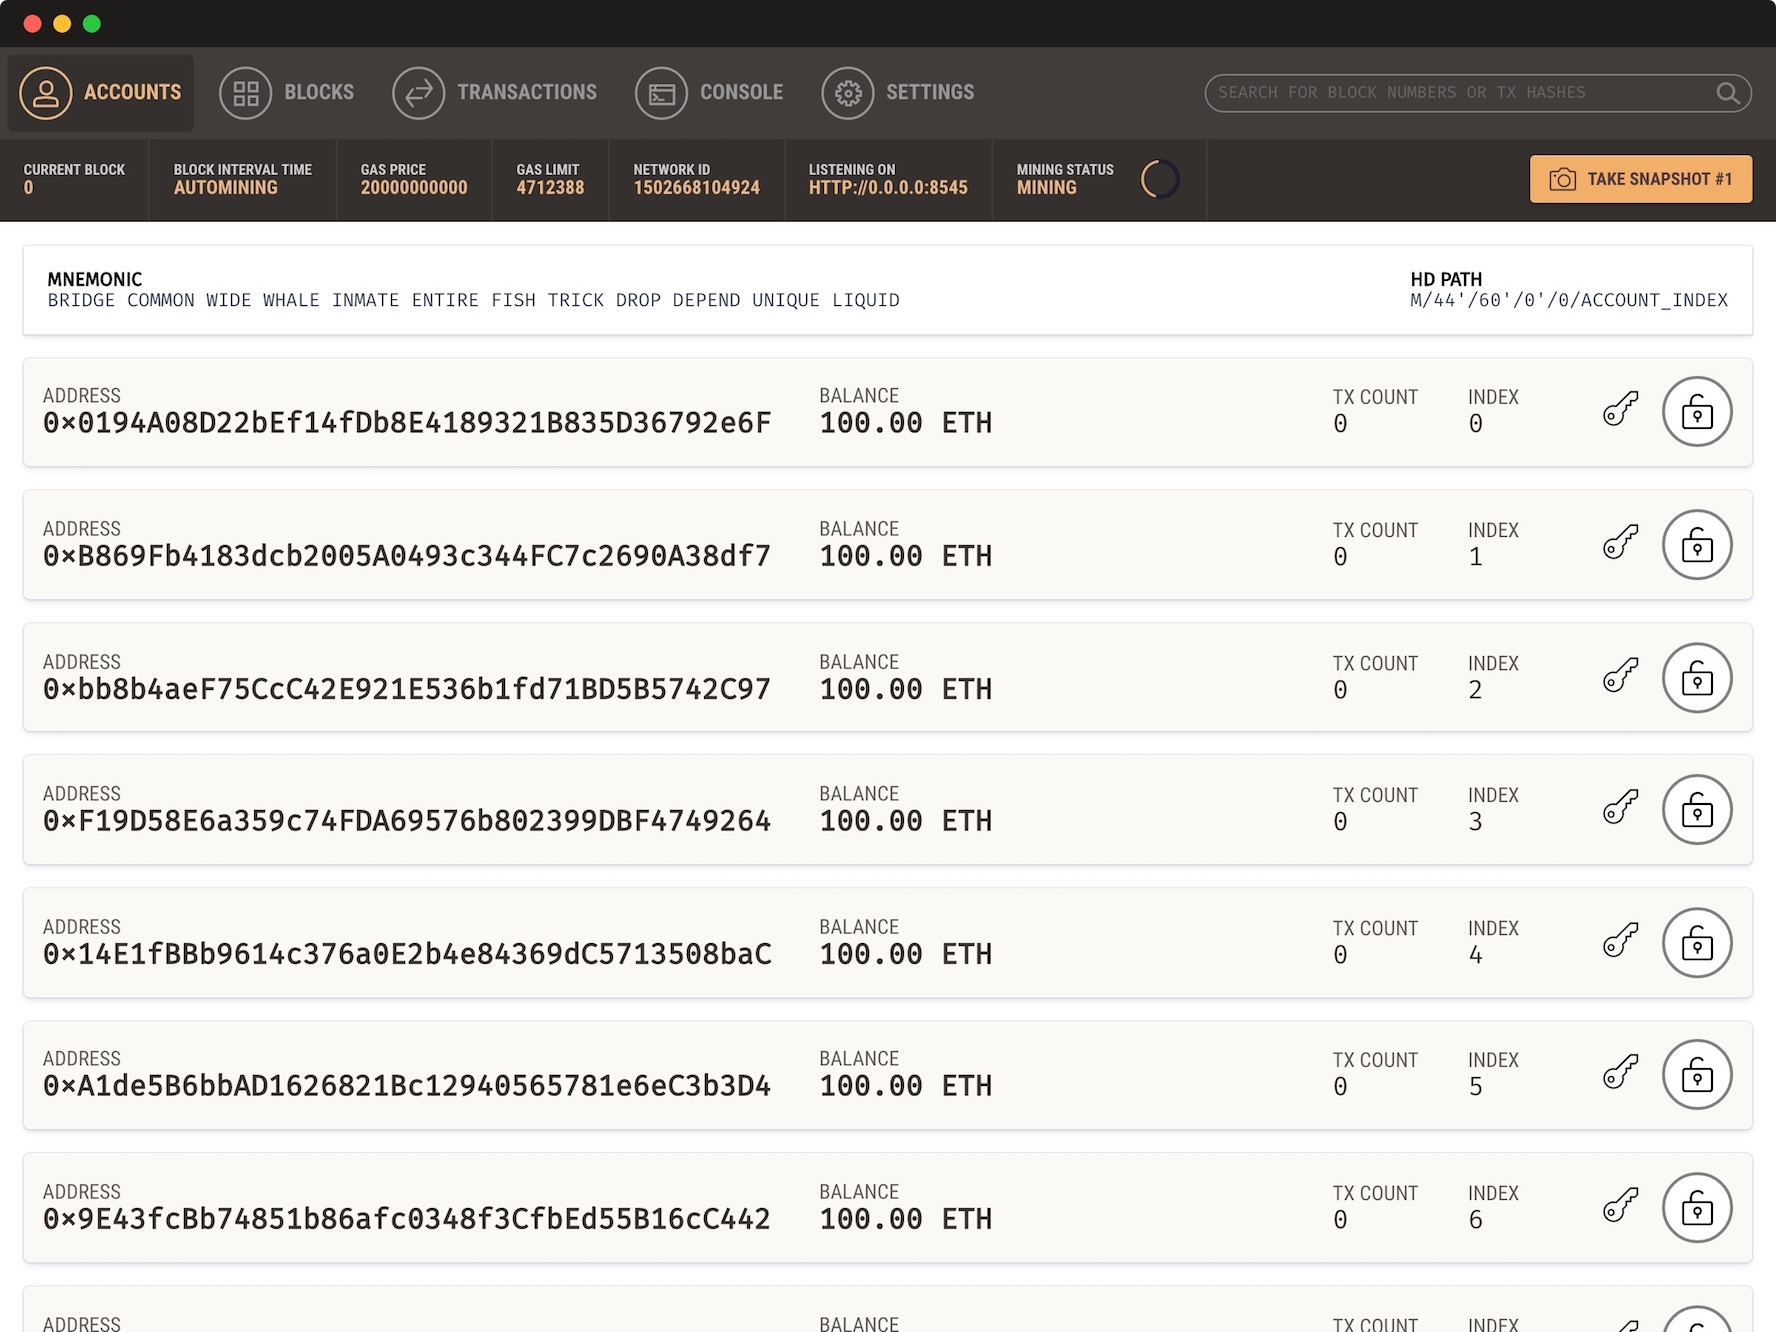 ACCOUNTS BLOCKS TRANSACTIONS CONSOLE SETTINGS SEARCH FOR BLOCK NUMBERS OR TX HASHES
CURRENT BLOCK BLOCK INTERVAL TIME GAS PRICE GAS LIMIT NETWORK ID LISTENING ON MINING STATUS
0 AUTOMINING 20000000000 4712388 1502668104924 HTTP://0.0.0.0:8545 MINING
TAKE SNAPSHOT #1
MNEMONIC HD PATH
BRIDGE COMMON WIDE WHALE INMATE ENTIRE FISH TRICK DROP DEPEND UNIQUE LIQUID M/44'/60'/0'/0/ACCOUNT_INDEX
ADDRESS BALANCE TX COUNT INDEX
0×0194A08D22bEf14fDb8E4189321B835D36792e6F 100.00 ETH 0 0
ADDRESS BALANCE TX COUNT INDEX
0×B869Fb4183dcb2005A0493c344FC7c2690A38df7 100.00 ETH 0 1
ADDRESS BALANCE TX COUNT INDEX
0×bb8b4aeF75CcC42E921E536b1fd71BD5B5742C97 100.00 ETH 0 2
ADDRESS BALANCE TX COUNT INDEX
0×F19D58E6a359c74FDA69576b802399DBF4749264 100.00 ETH 0 3
ADDRESS BALANCE TX COUNT INDEX
0×14E1fBBb9614c376a0E2b4e84369dC5713508baC 100.00 ETH 0 4
ADDRESS BALANCE TX COUNT INDEX
0×A1de5B6bbAD1626821Bc12940565781e6eC3b3D4 100.00 ETH 0 5
ADDRESS BALANCE TX COUNT INDEX
0×9E43fcBb74851b86afc0348f3CfbEd55B16cC442 100.00 ETH 0 6
ADDRESS BALANCE TX COUNT INDEX